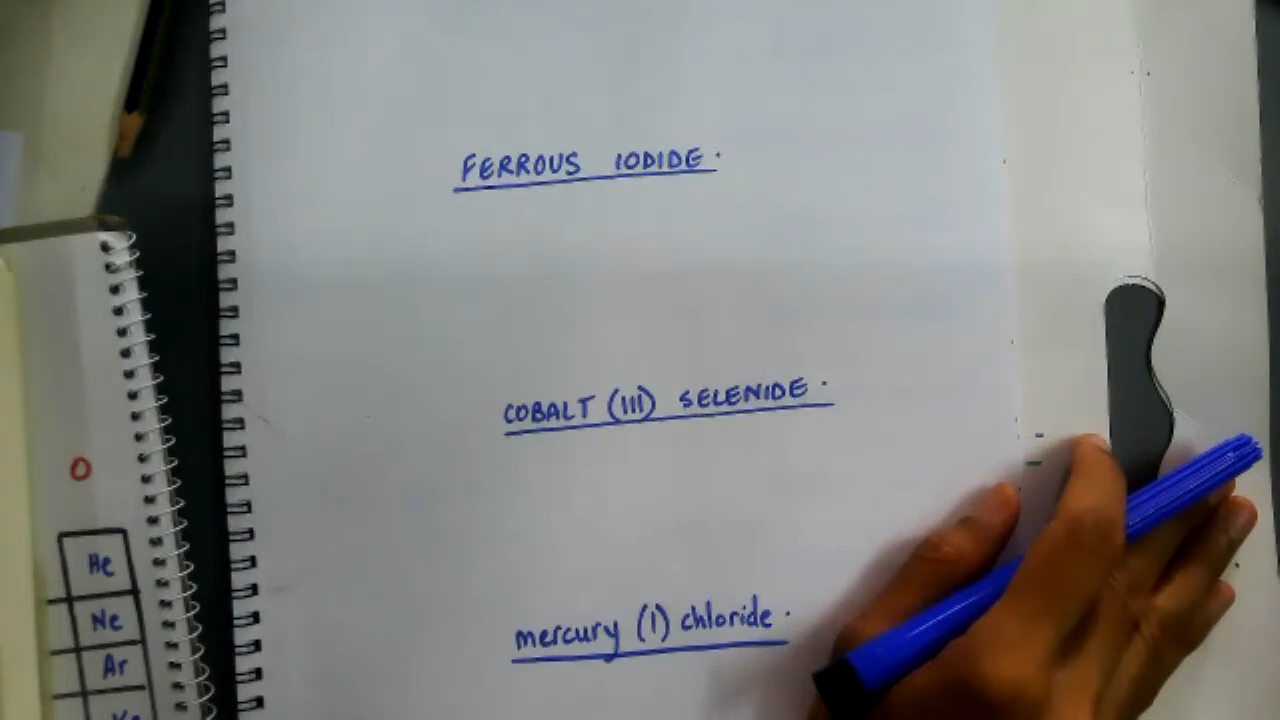 FERROUS IODIDE.
COBALT (III) SELENIDE.
mercury (I) chloride.
O
He
Ne
Ar